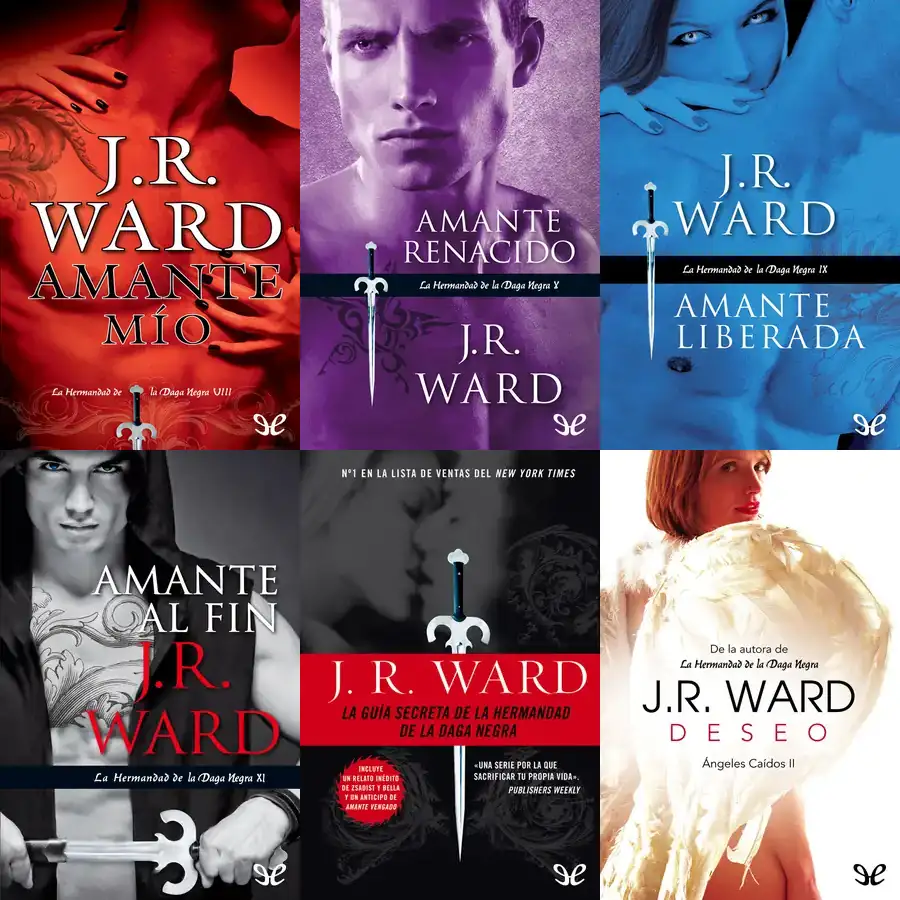 J.R.
WARD
AMANTE
MÍO
La Hermandad de la Daga Negra VIII
AMANTE
RENACIDO
La Hermandad de la Daga Negra X
J.R.
WARD
J.R.
WARD
La Hermandad de la Daga Negra IX
AMANTE
LIBERADA
AMANTE
AL FIN
J.R.
WARD
La Hermandad de la Daga Negra XI
Nº1 EN LA LISTA DE VENTAS DEL NEW YORK TIMES
J. R. WARD
LA GUÍA SECRETA DE LA HERMANDAD
DE LA DAGA NEGRA
INCLUYE
UN RELATO INÉDITO
DE ZSADIST Y BELLA
Y UN ANTICIPO DE
AMANTE VENGADO
«UNA SERIE POR LA QUE
SACRIFICAR TU PROPIA VIDA».
PUBLISHERS WEEKLY
De la autora de
La Hermandad de la Daga Negra
J.R. WARD
DESEO
Ángeles Caídos II